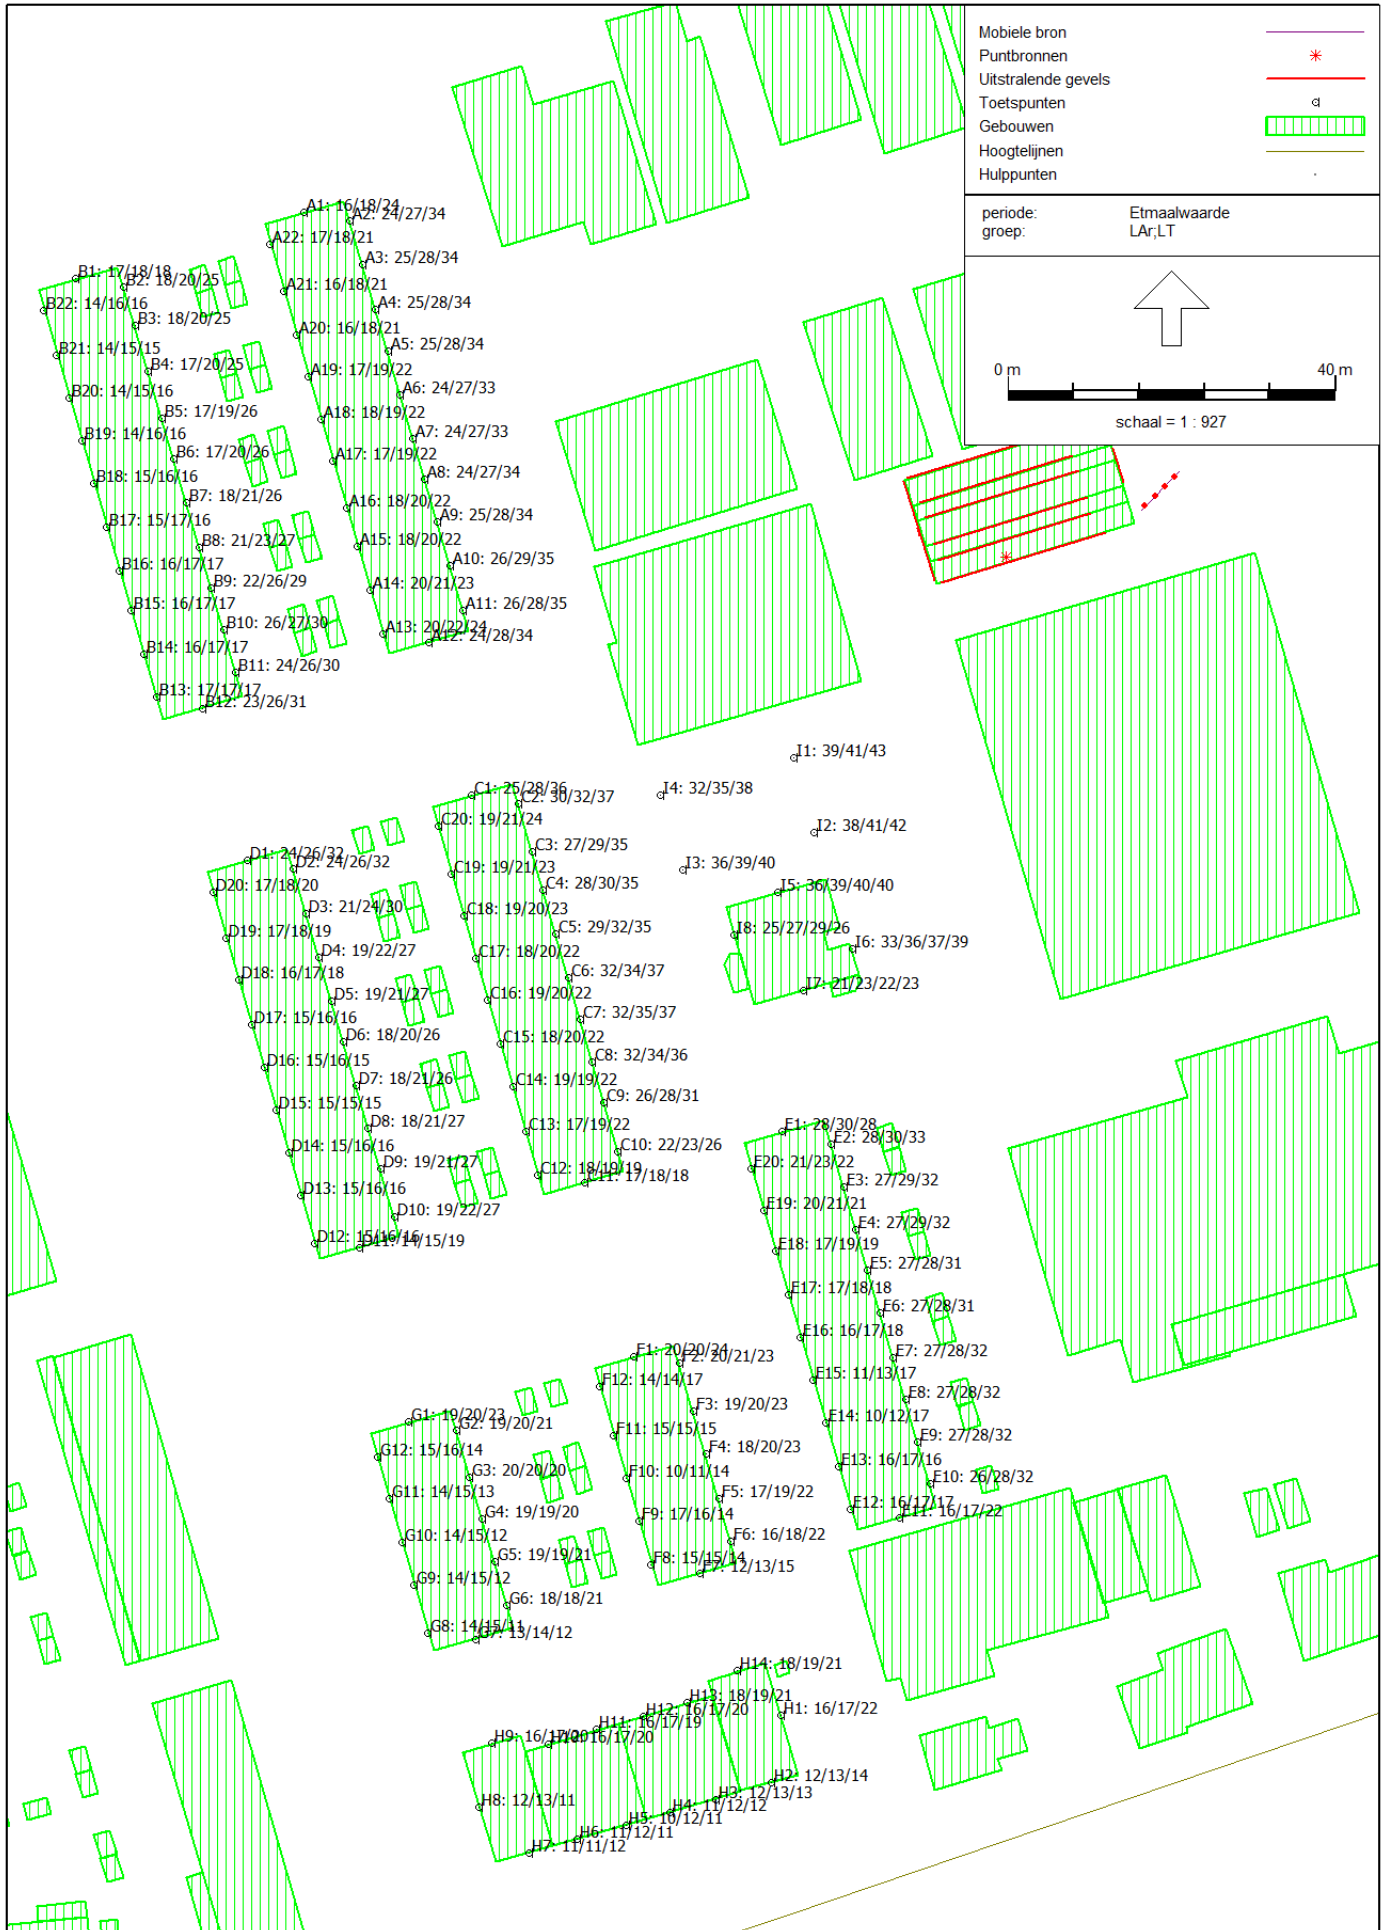 Mobiele bron
Puntbronnen
Uitstralende gevels
Toetspunten
Gebouwen
Hoogtelijnen
Hulppunten
periode: Etmaalwaarde
groep: LAr;LT
0 m 40 m
schaal = 1 : 927
A1: 16/18/24
A2: 24/27/34
A22: 17/18/21
A3: 25/28/34
A21: 16/18/21
A4: 25/28/34
A20: 16/18/21
A5: 25/28/34
A19: 17/19/22
A6: 24/27/33
A18: 18/19/22
A7: 24/27/33
A17: 17/19/22
A8: 24/27/34
A16: 18/20/22
A9: 25/28/34
A15: 18/20/22
A10: 26/29/35
A14: 20/21/23
A11: 26/28/35
A13: 20/22/24
A12: 24/28/34
B1: 17/18/18
B2: 18/20/25
B22: 14/16/16
B3: 18/20/25
B21: 14/15/15
B4: 17/20/25
B20: 14/15/16
B5: 17/19/26
B19: 14/16/16
B6: 17/20/26
B18: 15/16/16
B7: 18/21/26
B17: 15/17/16
B8: 21/23/27
B16: 16/17/17
B9: 22/26/29
B15: 16/17/17
B10: 26/27/30
B14: 16/17/17
B11: 24/26/30
B13: 17/17/17
B12: 23/26/31
I1: 39/41/43
I4: 32/35/38
I2: 38/41/42
I3: 36/39/40
I5: 36/39/40/40
I8: 25/27/29/26
I6: 33/36/37/39
I7: 21/23/22/23
C1: 25/28/36
C2: 30/32/37
C20: 19/21/24
C3: 27/29/35
C19: 19/21/23
C4: 28/30/35
C18: 19/20/23
C5: 29/32/35
C17: 18/20/22
C6: 32/34/37
C16: 19/20/22
C7: 32/35/37
C15: 18/20/22
C8: 32/34/36
C14: 19/19/22
C9: 26/28/31
C13: 17/19/22
C10: 22/23/26
C12: 18/19/19
C11: 17/18/18
D1: 24/26/32
D2: 24/26/32
D20: 17/18/20
D3: 21/24/30
D19: 17/18/19
D4: 19/22/27
D18: 16/17/18
D5: 19/21/27
D17: 15/16/16
D6: 18/20/26
D16: 15/16/15
D7: 18/21/26
D15: 15/15/15
D8: 18/21/27
D14: 15/16/16
D9: 19/21/27
D13: 15/16/16
D10: 19/22/27
D12: 15/16/16
D11: 14/15/19
E1: 28/30/28
E2: 28/30/33
E20: 21/23/22
E3: 27/29/32
E19: 20/21/21
E4: 27/29/32
E18: 17/19/19
E5: 27/28/31
E17: 17/18/18
E6: 27/28/31
E16: 16/17/18
E7: 27/28/32
E15: 11/13/17
E8: 27/28/32
E14: 10/12/17
E9: 27/28/32
E13: 16/17/16
E10: 26/28/32
E12: 16/17/17
E11: 16/17/22
F1: 20/20/24
F2: 20/21/23
F12: 14/14/17
F3: 19/20/23
F11: 15/15/15
F4: 18/20/23
F10: 10/11/14
F5: 17/19/22
F9: 17/16/14
F6: 16/18/22
F8: 15/15/14
F7: 12/13/15
G1: 19/20/23
G2: 19/20/21
G12: 15/16/14
G3: 20/20/20
G11: 14/15/13
G4: 19/19/20
G10: 14/15/12
G5: 19/19/21
G9: 14/15/12
G6: 18/18/21
G8: 14/15/11
G7: 13/14/12
H14: 18/19/21
H13: 18/19/21
H1: 16/17/22
H12: 16/17/20
H11: 16/17/19
H9: 16/17/20
H10: 16/17/20
H2: 12/13/14
H3: 12/13/13
H8: 12/13/11
H4: 11/12/12
H5: 10/12/11
H6: 11/12/11
H7: 11/11/12